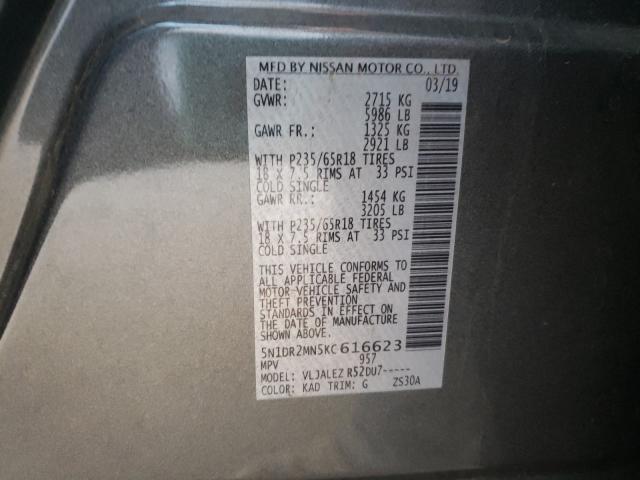 MFD BY NISSAN MOTOR CO., LTD.
DATE: 03/19
GVWR: 2715 KG
5986 LB
GAWR FR.: 1325 KG
2921 LB
WITH P235/65R18 TIRES
18 X 7.5 RIMS AT 33 PSI
COLD SINGLE
GAWR RR.: 1454 KG
3205 LB
WITH P235/65R18 TIRES
18 X 7.5 RIMS AT 33 PSI
COLD SINGLE
THIS VEHICLE CONFORMS TO
ALL APPLICABLE FEDERAL
MOTOR VEHICLE SAFETY AND
THEFT PREVENTION
STANDARDS IN EFFECT ON
THE DATE OF MANUFACTURE
SHOWN ABOVE.
5N1DR2MN5KC616623
MPV 957
MODEL: VLJALEZ R52DU7-----
COLOR: KAD TRIM: G ZS30A